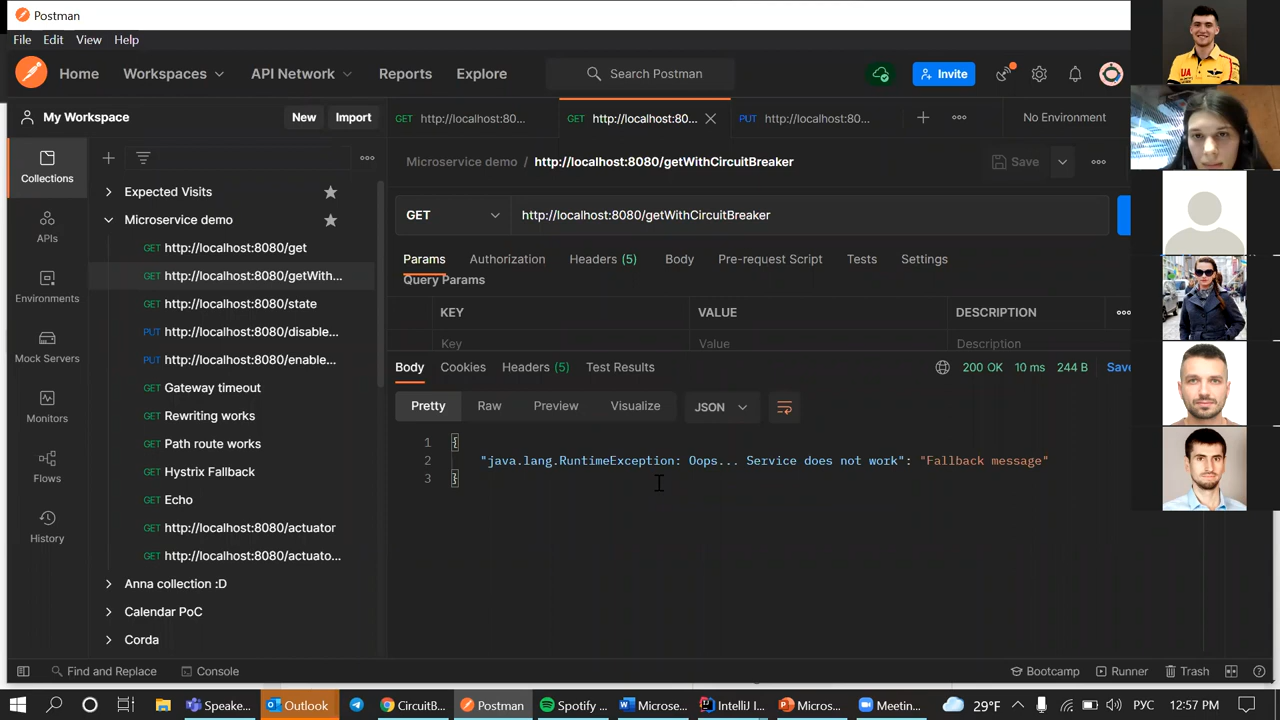 Postman
File Edit View Help
Home Workspaces API Network Reports Explore Search Postman Invite
My Workspace New Import
GET http://localhost:80... GET http://localhost:80... PUT http://localhost:80... No Environment
Microservice demo / http://localhost:8080/getWithCircuitBreaker Save
GET http://localhost:8080/getWithCircuitBreaker
Params Authorization Headers (5) Body Pre-request Script Tests Settings
Query Params
KEY VALUE DESCRIPTION
Key Value Description
Body Cookies Headers (5) Test Results 200 OK 10 ms 244 B Save
Pretty Raw Preview Visualize JSON
1 {
2 "java.lang.RuntimeException: Oops... Service does not work": "Fallback message"
3 }
Collections
APIs
Environments
Mock Servers
Monitors
Flows
History
Expected Visits
Microservice demo
GET http://localhost:8080/get
GET http://localhost:8080/getWith...
GET http://localhost:8080/state
PUT http://localhost:8080/disable...
PUT http://localhost:8080/enable...
GET Gateway timeout
GET Rewriting works
GET Path route works
GET Hystrix Fallback
GET Echo
GET http://localhost:8080/actuator
GET http://localhost:8080/actuato...
Anna collection :D
Calendar PoC
Corda
Find and Replace Console Bootcamp Runner Trash
Speake... Outlook CircuitB... Postman Spotify ... Microso... IntelliJ I... Micros... Meetin... 29°F РУС 12:57 PM
UA